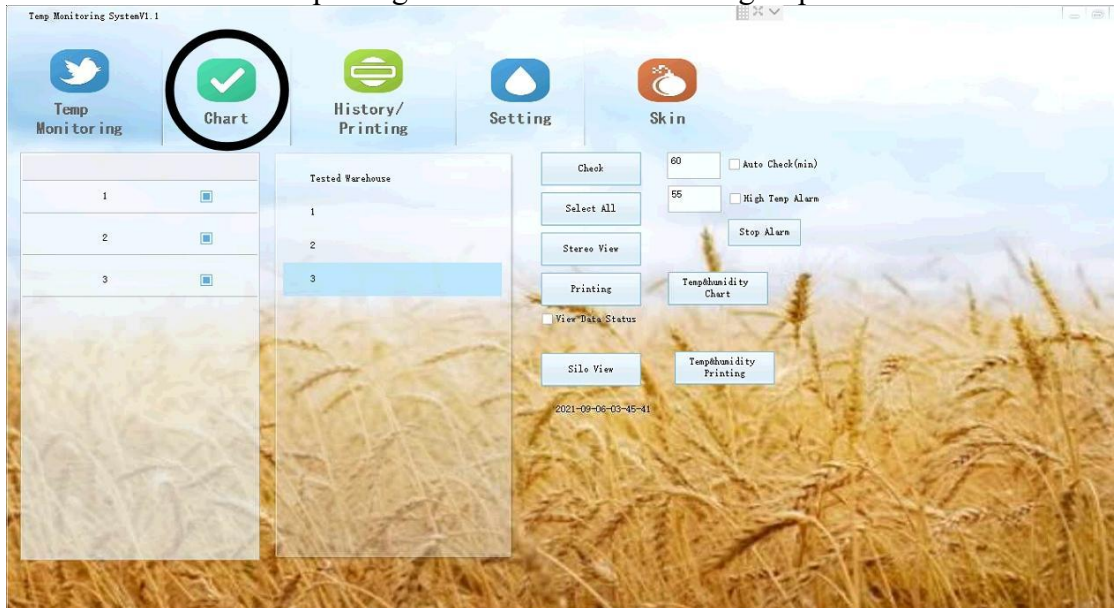 Temp Monitoring SystemV1.1
Temp
Monitoring
Chart
History/
Printing
Setting
Skin
1
2
3
Tested Warehouse
1
2
3
Check
Select All
Stereo View
Printing
View Data Status
Silo View
2021-09-06-03-45-41
60
Auto Check(min)
55
High Temp Alarm
Stop Alarm
Temp&humidity
Chart
Temp&humidity
Printing